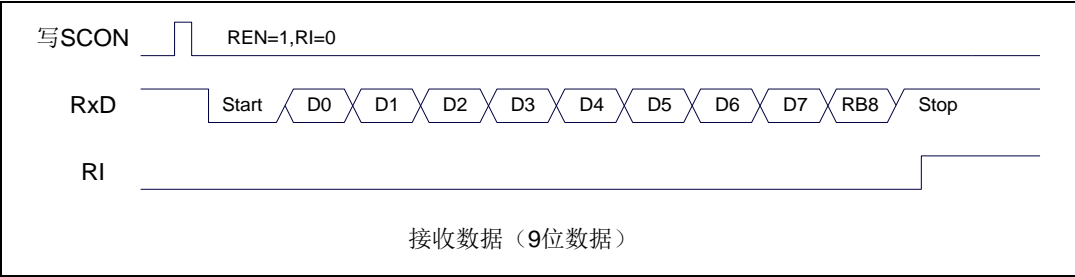 写SCON REN=1,RI=0
RxD Start D0 D1 D2 D3 D4 D5 D6 D7 RB8 Stop
RI
接收数据（9位数据）